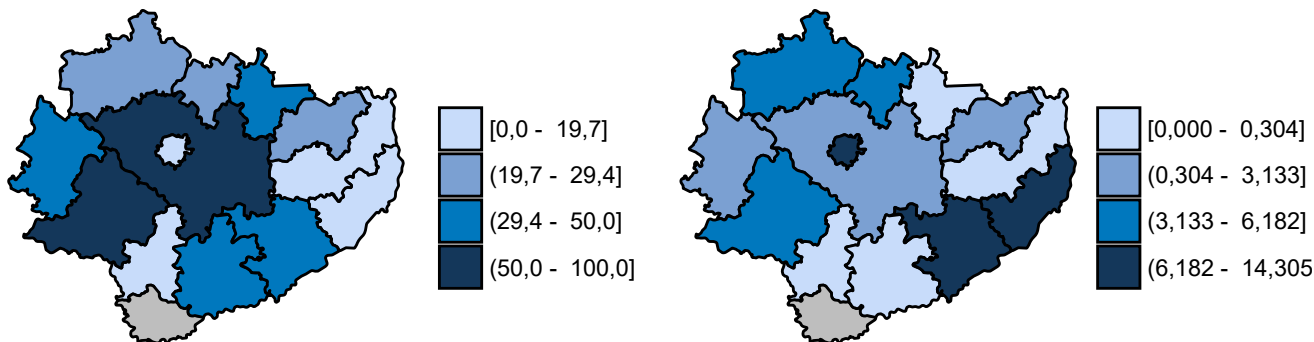 [0,0 - 19,7]
(19,7 - 29,4]
(29,4 - 50,0]
(50,0 - 100,0]
[0,000 - 0,304]
(0,304 - 3,133]
(3,133 - 6,182]
(6,182 - 14,305